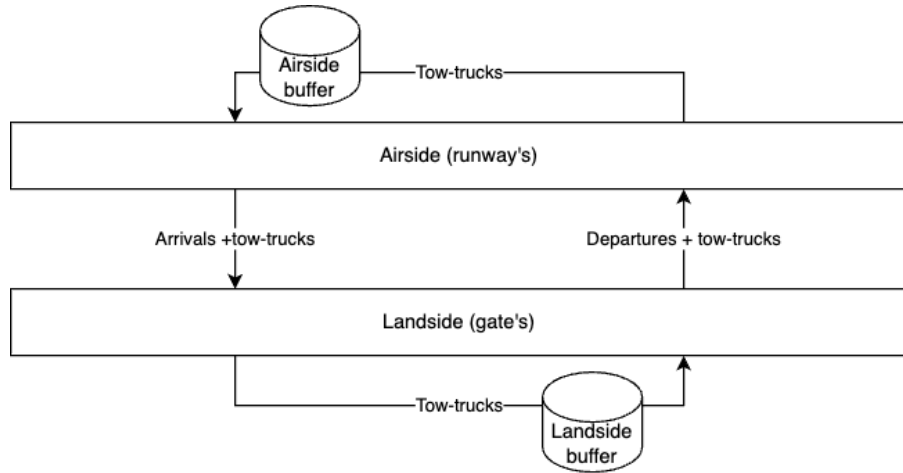 Airside
buffer
Tow-trucks
Airside (runway's)
Arrivals +tow-trucks
Departures + tow-trucks
Landside (gate's)
Tow-trucks
Landside
buffer